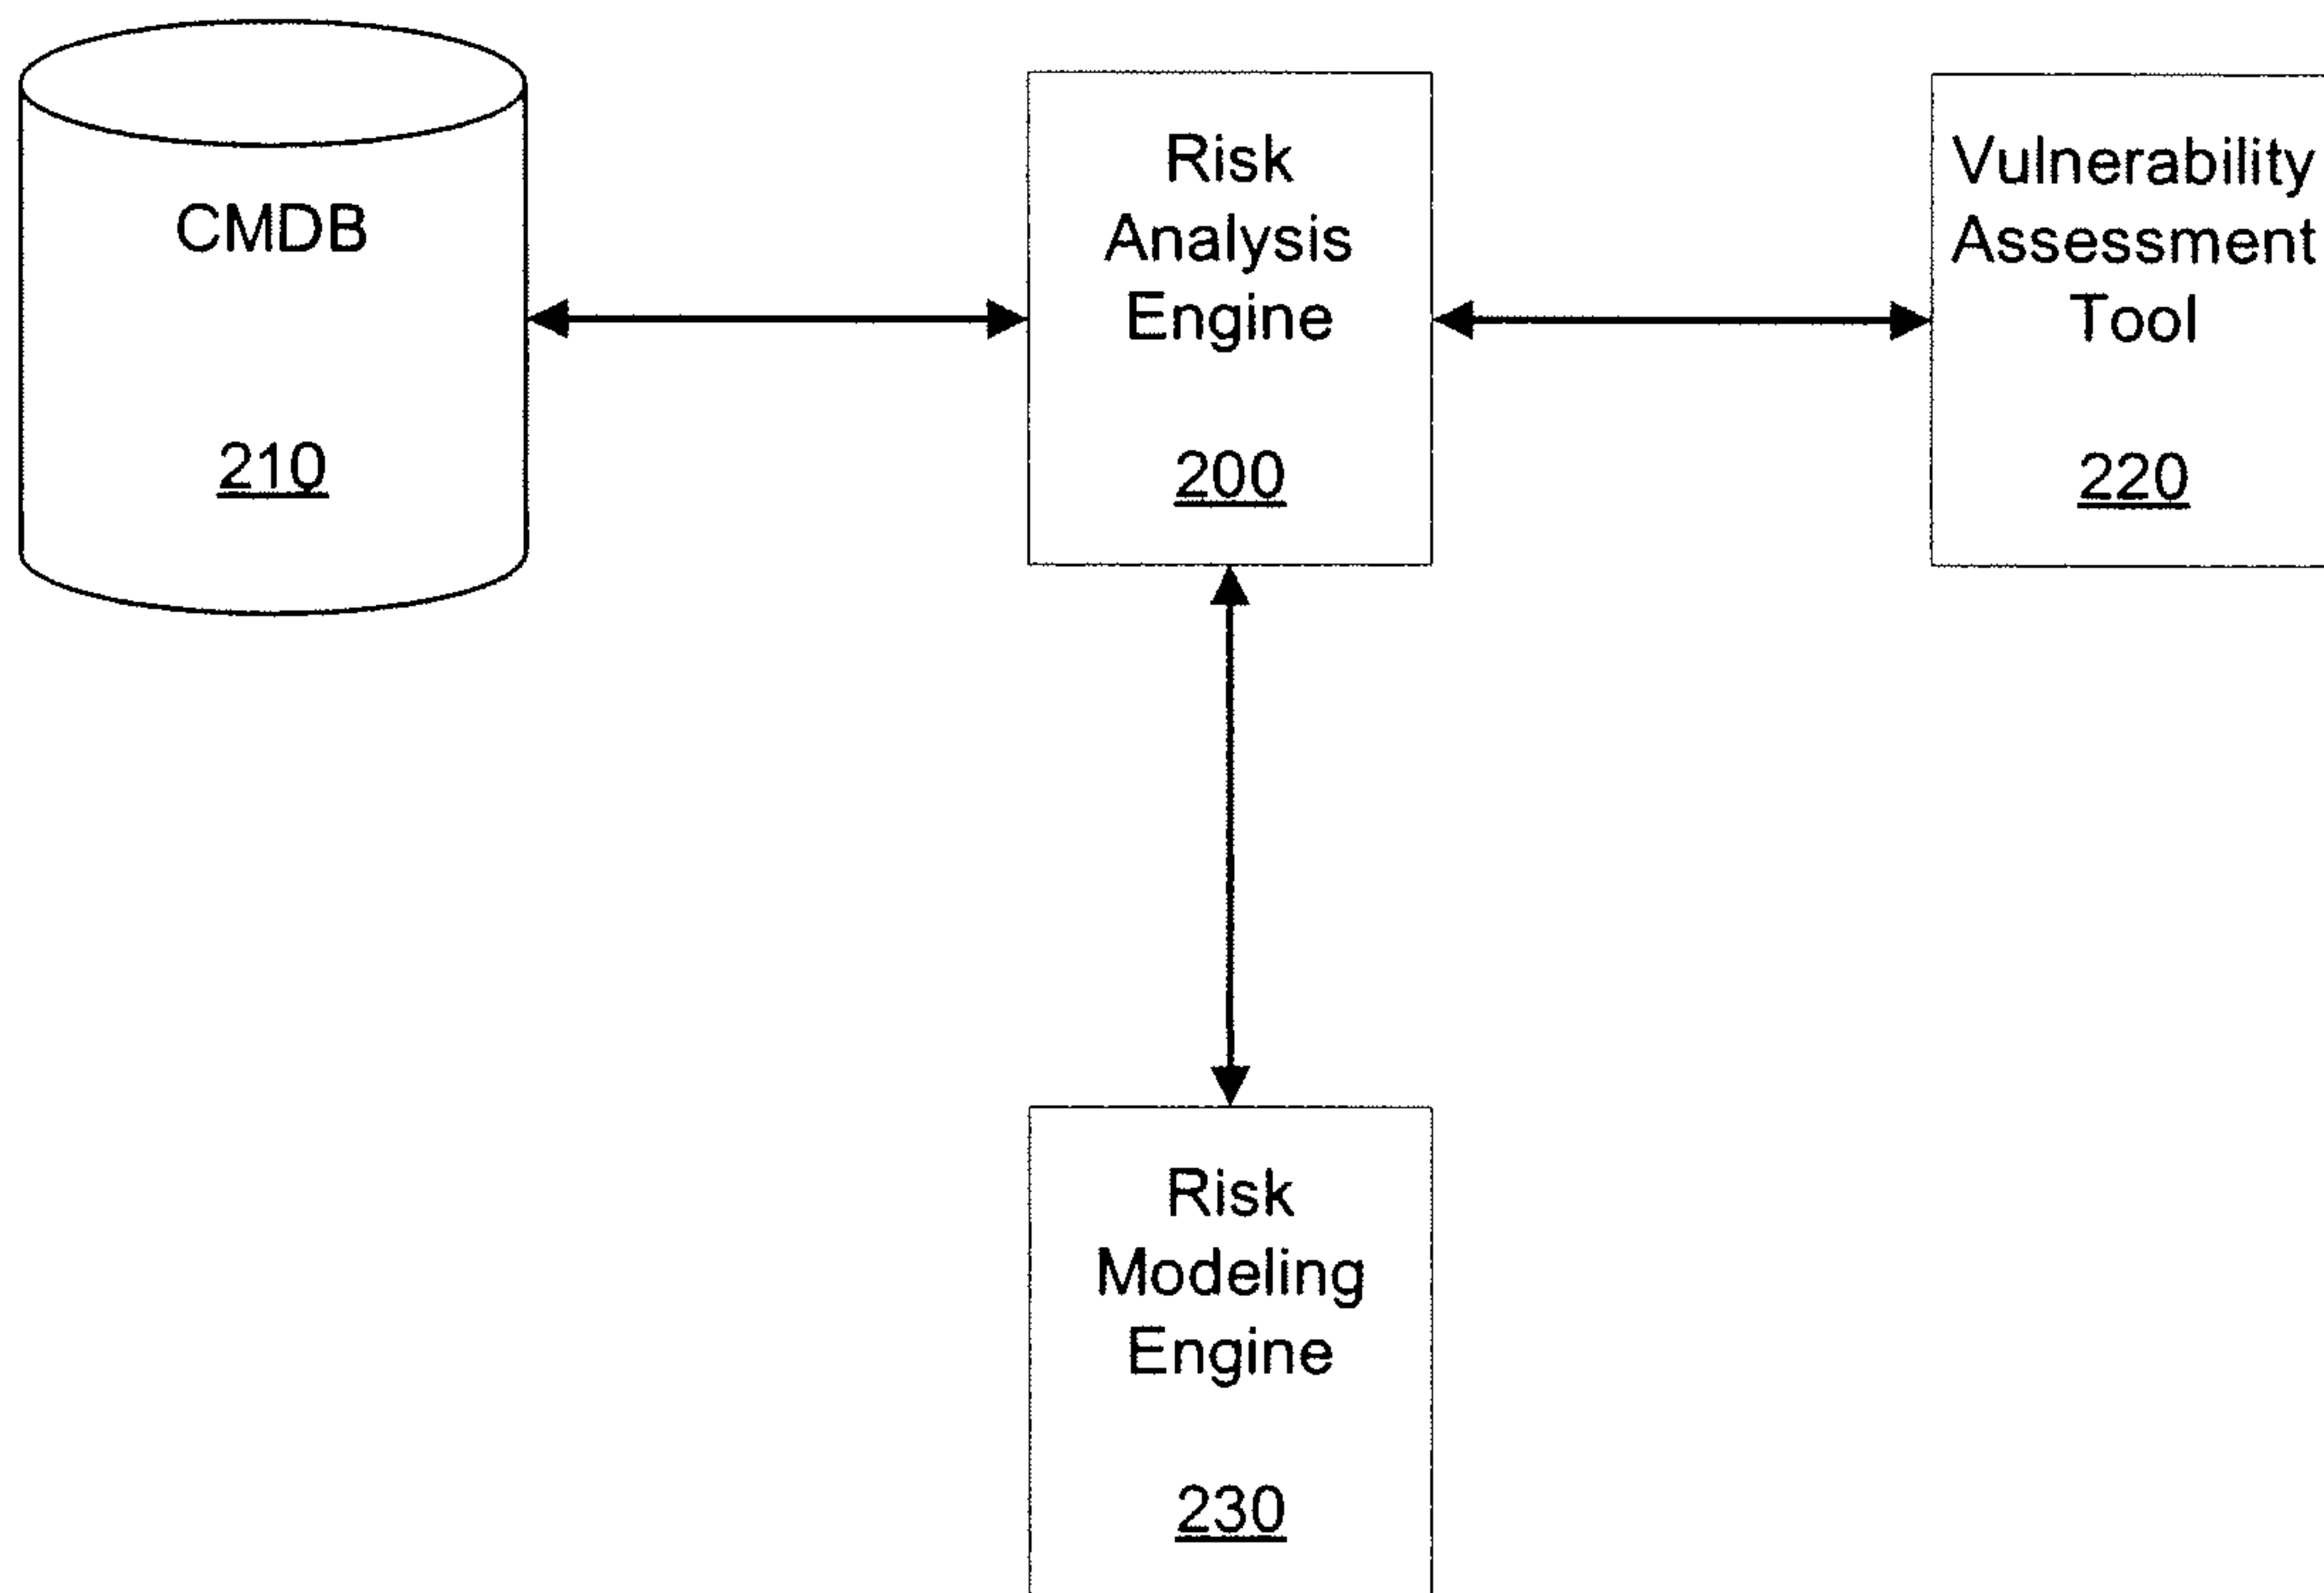 CMDB
210
Risk
Analysis
Engine
200
Vulnerability
Assessment
Tool
220
Risk
Modeling
Engine
230